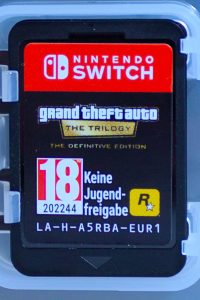 NINTENDO
SWITCH
grand theft auto
THE TRILOGY
THE DEFINITIVE EDITION
18
202244
Keine
Jugend-
freigabe
R
LA-H-A5RBA-EUR1